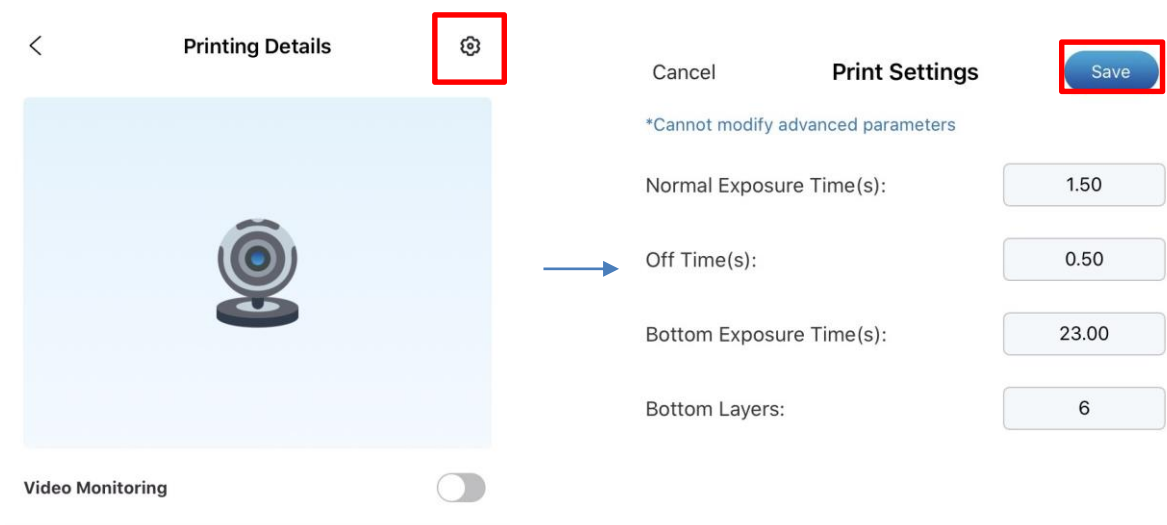 Printing Details
Video Monitoring
Cancel
Print Settings
Save
*Cannot modify advanced parameters
Normal Exposure Time(s):
1.50
Off Time(s):
0.50
Bottom Exposure Time(s):
23.00
Bottom Layers:
6